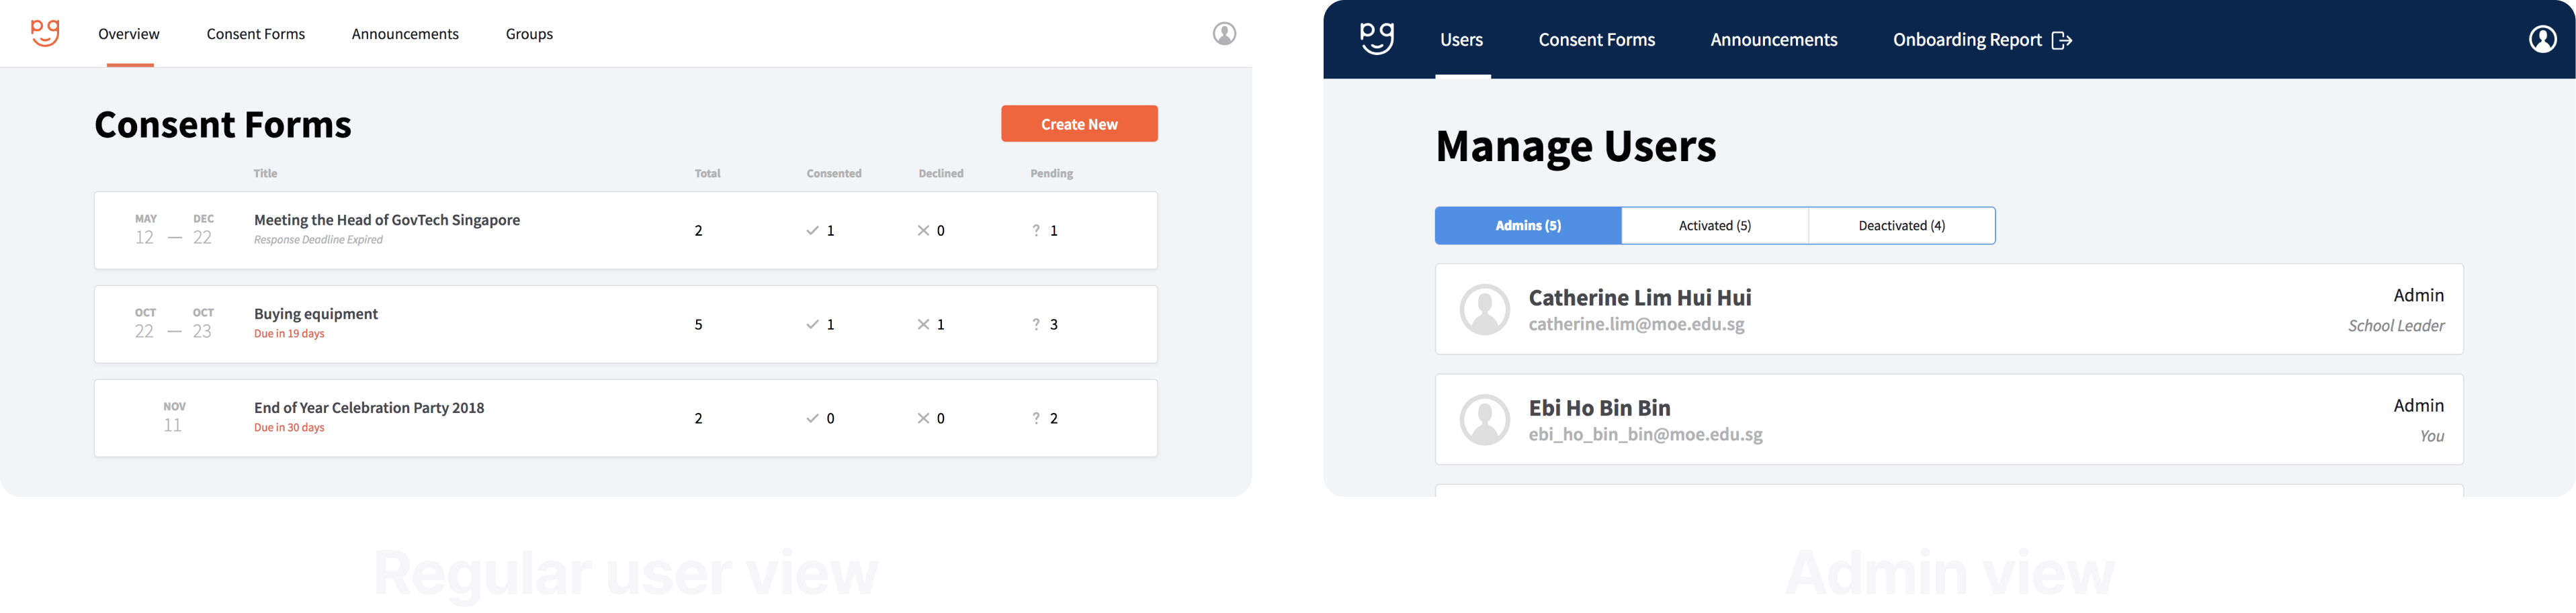 pg
Overview
Consent Forms
Announcements
Groups
Consent Forms
Create New
Title
Total
Consented
Declined
Pending
MAY
12
—
DEC
22
Meeting the Head of GovTech Singapore
Response Deadline Expired
2
1
0
? 1
OCT
22
—
OCT
23
Buying equipment
Due in 19 days
5
1
1
? 3
NOV
11
End of Year Celebration Party 2018
Due in 30 days
2
0
0
? 2
Regular user view
pg
Users
Consent Forms
Announcements
Onboarding Report
Manage Users
Admins (5)
Activated (5)
Deactivated (4)
Catherine Lim Hui Hui
catherine.lim@moe.edu.sg
Admin
School Leader
Ebi Ho Bin Bin
ebi_ho_bin_bin@moe.edu.sg
Admin
You
Admin view